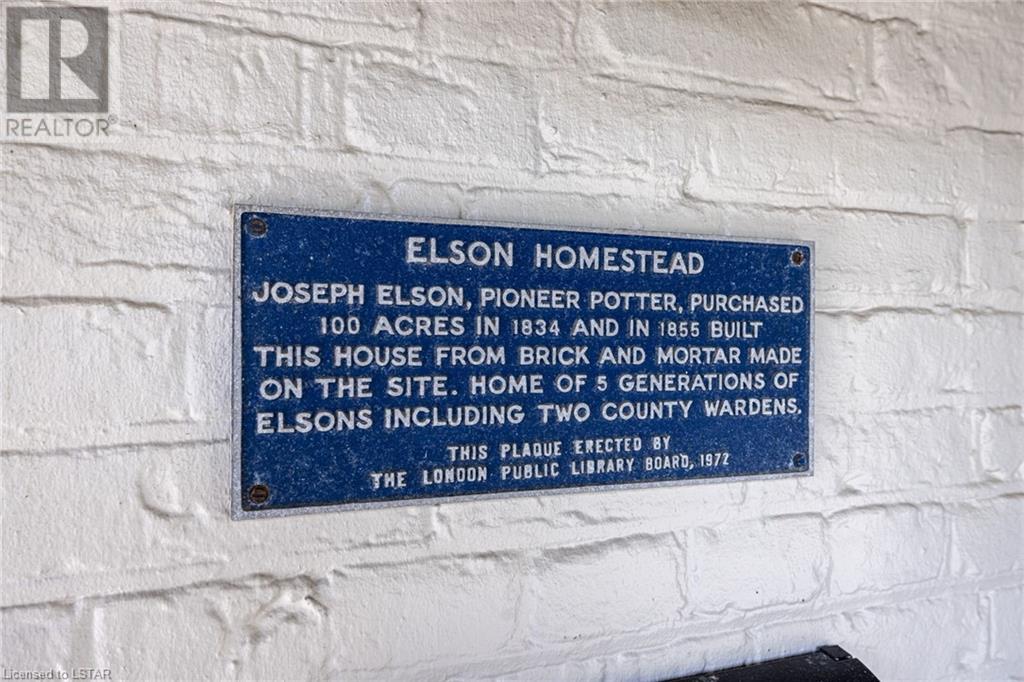 REALTOR®
ELSON HOMESTEAD
JOSEPH ELSON, PIONEER POTTER, PURCHASED
100 ACRES IN 1834 AND IN 1855 BUILT
THIS HOUSE FROM BRICK AND MORTAR MADE
ON THE SITE. HOME OF 5 GENERATIONS OF
ELSONS INCLUDING TWO COUNTY WARDENS.
THIS PLAQUE ERECTED BY
THE LONDON PUBLIC LIBRARY BOARD, 1972
Licensed to LSTAR